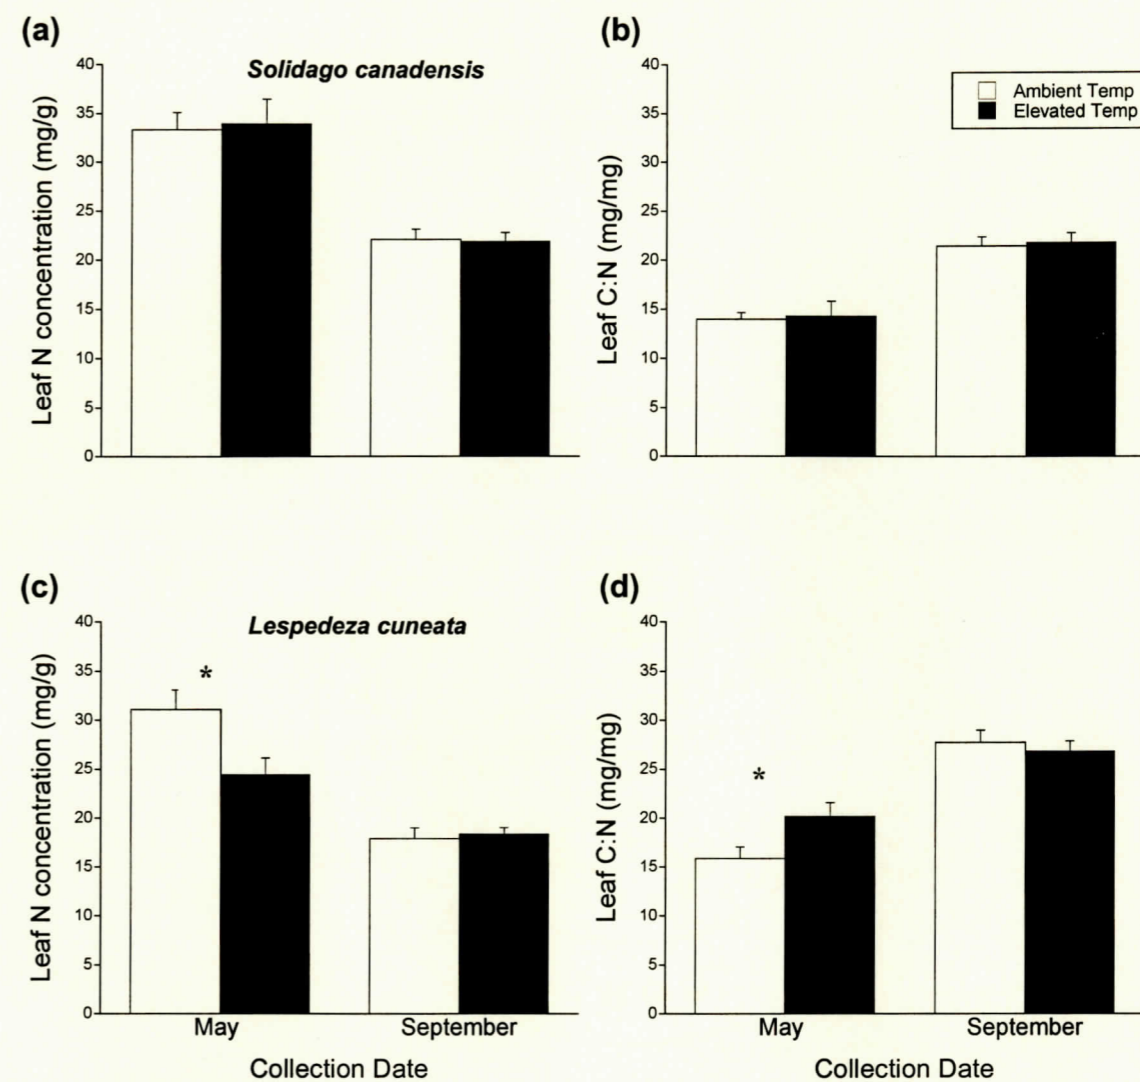 (a)
Solidago canadensis
Leaf N concentration (mg/g)
40
35
30
25
20
15
10
5
0
(b)
Ambient Temp
Elevated Temp
Leaf C:N (mg/mg)
40
35
30
25
20
15
10
5
0
(c)
Lespedeza cuneata
*
Leaf N concentration (mg/g)
40
35
30
25
20
15
10
5
0
May September
Collection Date
(d)
*
Leaf C:N (mg/mg)
40
35
30
25
20
15
10
5
0
May September
Collection Date